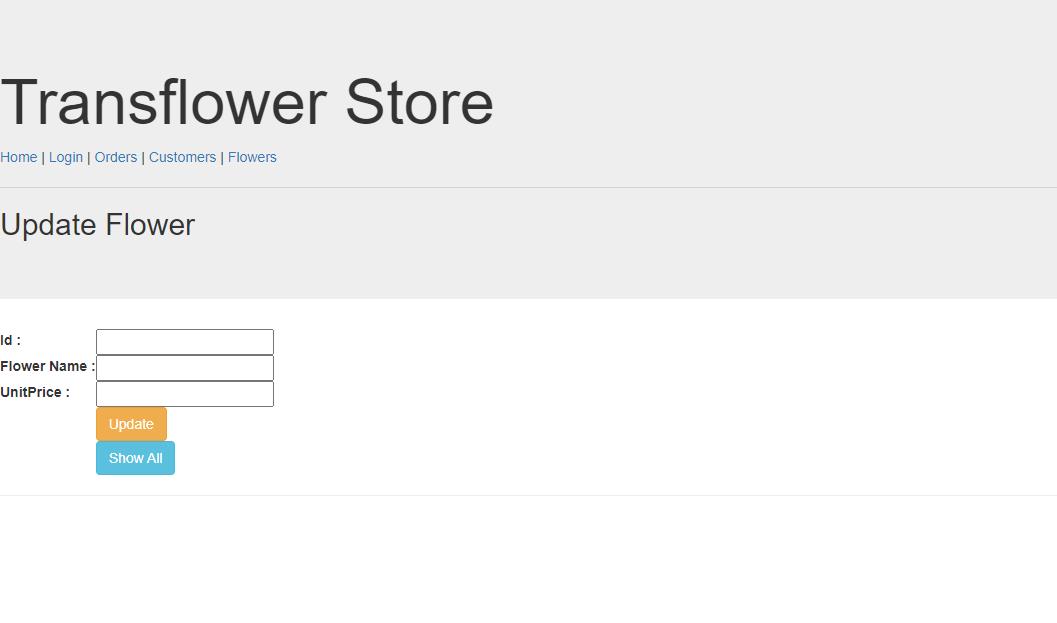 Transflower Store
Home | Login | Orders | Customers | Flowers
Update Flower
Id :
Flower Name :
UnitPrice :
Update
Show All